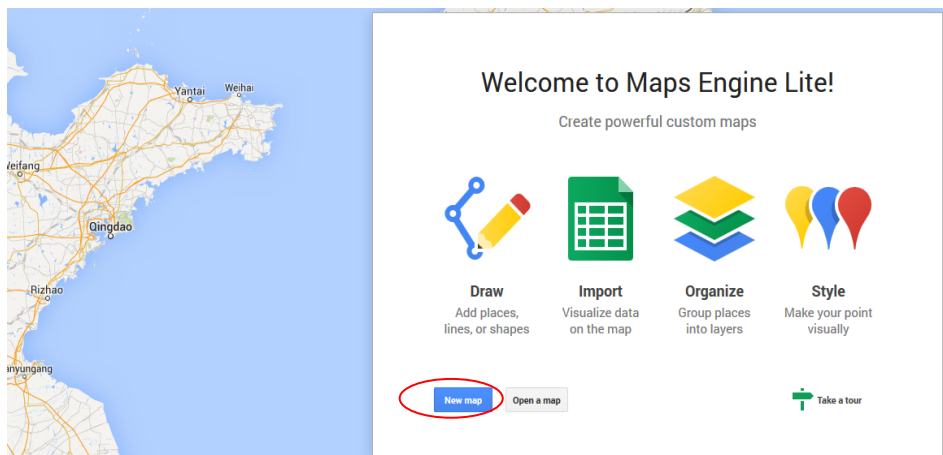 Yantai
Weihai
Weifang
Qingdao
Rizhao
anyungang
Welcome to Maps Engine Lite!
Create powerful custom maps
Draw
Add places,
lines, or shapes
Import
Visualize data
on the map
Organize
Group places
into layers
Style
Make your point
visually
New map
Open a map
Take a tour